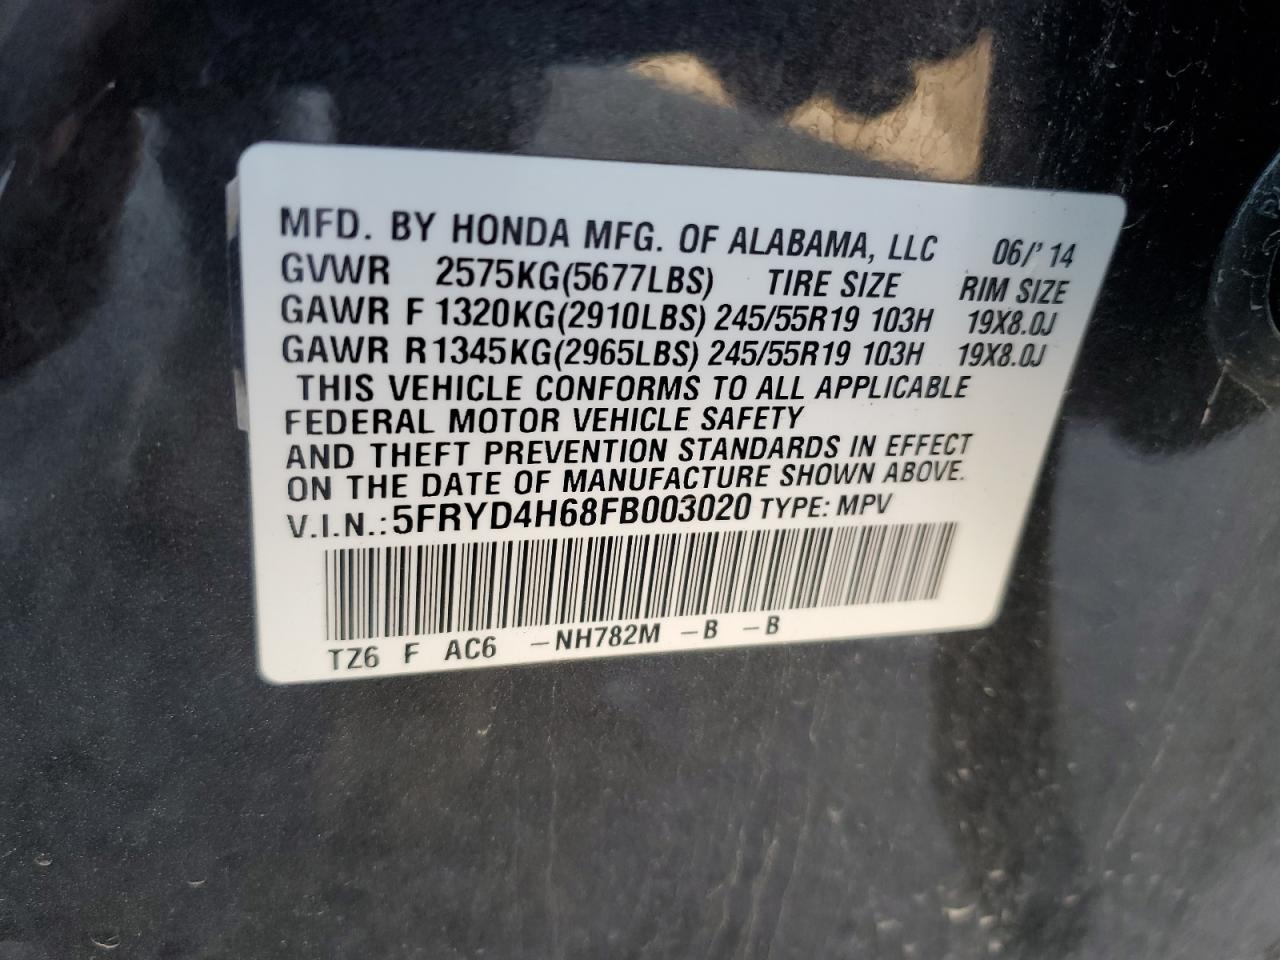 MFD. BY HONDA MFG. OF ALABAMA, LLC 06/' 14
GVWR 2575KG(5677LBS) TIRE SIZE RIM SIZE
GAWR F 1320KG(2910LBS) 245/55R19 103H 19X8.0J
GAWR R 1345KG(2965LBS) 245/55R19 103H 19X8.0J
THIS VEHICLE CONFORMS TO ALL APPLICABLE
FEDERAL MOTOR VEHICLE SAFETY
AND THEFT PREVENTION STANDARDS IN EFFECT
ON THE DATE OF MANUFACTURE SHOWN ABOVE.
V.I.N.: 5FRYD4H68FB003020 TYPE: MPV
TZ6 F AC6 -NH782M -B -B